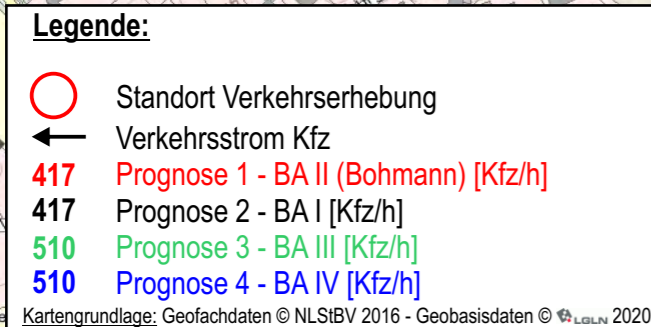 Legende:
Standort Verkehrserhebung
Verkehrsstrom Kfz
417 Prognose 1 - BA II (Bohmann) [Kfz/h]
417 Prognose 2 - BA I [Kfz/h]
510 Prognose 3 - BA III [Kfz/h]
510 Prognose 4 - BA IV [Kfz/h]
Kartengrundlage: Geofachdaten © NLStBV 2016 - Geobasisdaten © LGLN 2020